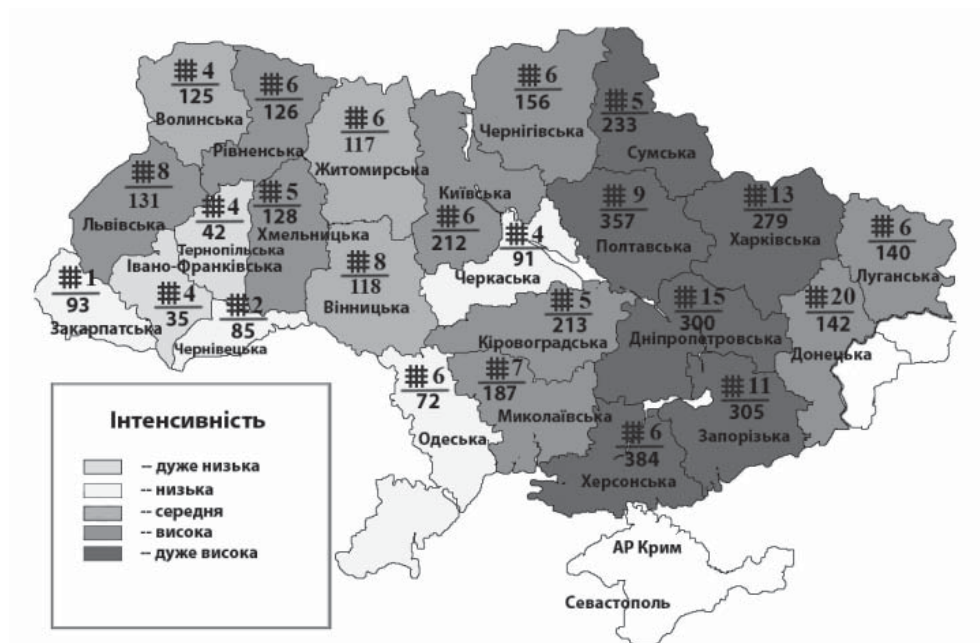 4
125
Волинська
6
126
Рівненська
6
117
Житомирська
6
156
Чернігівська
5
233
Сумська
8
131
Львівська
4
42
Тернопільська
5
128
Хмельницька
Київська
6
212
4
91
Черкаська
9
357
Полтавська
13
279
Харківська
6
140
Луганська
1
93
Закарпатська
Івано-Франківська
4
35
2
85
Чернівецька
8
118
Вінницька
5
213
Кіровоградська
15
300
Дніпропетровська
20
142
Донецька
6
72
Одеська
7
187
Миколаївська
6
384
Херсонська
11
305
Запорізька
АР Крим
Севастополь
Інтенсивність
-- дуже низька
-- низька
-- середня
-- висока
-- дуже висока